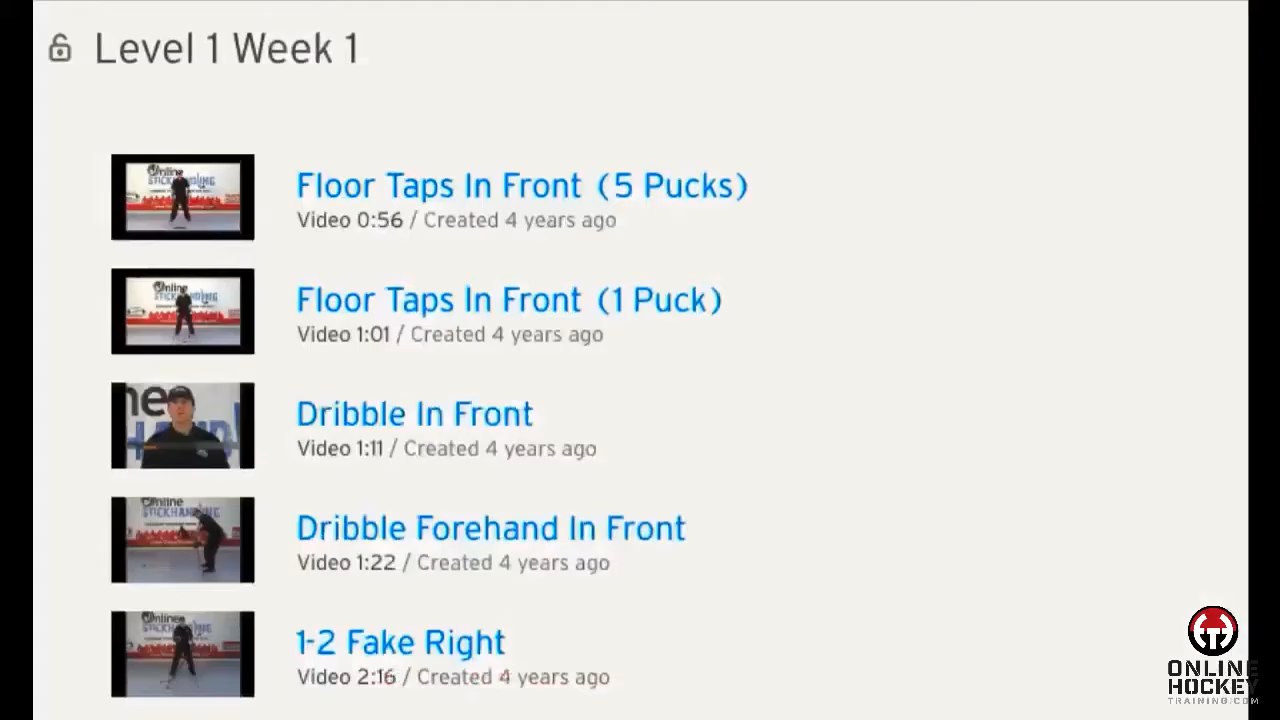 Level 1 Week 1
Floor Taps In Front (5 Pucks)
Video 0:56 / Created 4 years ago
Floor Taps In Front (1 Puck)
Video 1:01 / Created 4 years ago
Dribble In Front
Video 1:11 / Created 4 years ago
Dribble Forehand In Front
Video 1:22 / Created 4 years ago
1-2 Fake Right
Video 2:16 / Created 4 years ago
ONLINE
HOCKEY
TRAINING.COM